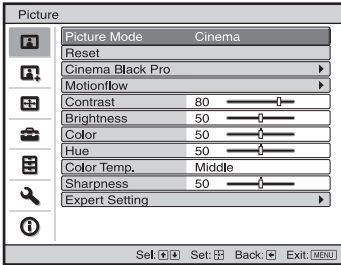 Picture
Picture Mode Cinema
Reset
Cinema Black Pro
Motionflow
Contrast 80
Brightness 50
Color 50
Hue 50
Color Temp. Middle
Sharpness 50
Expert Setting
Sel: Set: Back: Exit: MENU